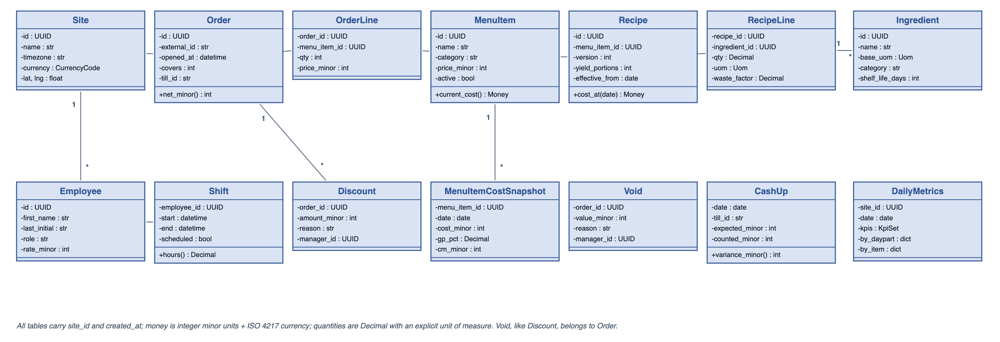 Site
-id : UUID
-name : str
-timezone : str
-currency : CurrencyCode
-lat, lng : float
Order
-id : UUID
-external_id : str
-opened_at : datetime
-covers : int
-till_id : str
+net_minor() : int
OrderLine
-order_id : UUID
-menu_item_id : UUID
-qty : int
-price_minor : int
MenuItem
-id : UUID
-name : str
-category : str
-price_minor : int
-active : bool
+current_cost() : Money
Recipe
-id : UUID
-menu_item_id : UUID
-version : int
-yield_portions : int
-effective_from : date
+cost_at(date) : Money
RecipeLine
-recipe_id : UUID
-ingredient_id : UUID
-qty : Decimal
-uom : Uom
-waste_factor : Decimal
1
*
Ingredient
-id : UUID
-name : str
-base_uom : Uom
-category : str
-shelf_life_days : int
1
*
1
*
1
*
Employee
-id : UUID
-first_name : str
-last_initial : str
-role : str
-rate_minor : int
Shift
-employee_id : UUID
-start : datetime
-end : datetime
-scheduled : bool
+hours() : Decimal
Discount
-order_id : UUID
-amount_minor : int
-reason : str
-manager_id : UUID
MenuItemCostSnapshot
-menu_item_id : UUID
-date : date
-cost_minor : int
-gp_pct : Decimal
-cm_minor : int
Void
-order_id : UUID
-value_minor : int
-reason : str
-manager_id : UUID
CashUp
-date : date
-till_id : str
-expected_minor : int
-counted_minor : int
+variance_minor() : int
DailyMetrics
-site_id : UUID
-date : date
-kpis : KpiSet
-by_daypart : dict
-by_item : dict
All tables carry site_id and created_at; money is integer minor units + ISO 4217 currency; quantities are Decimal with an explicit unit of measure. Void, like Discount, belongs to Order.